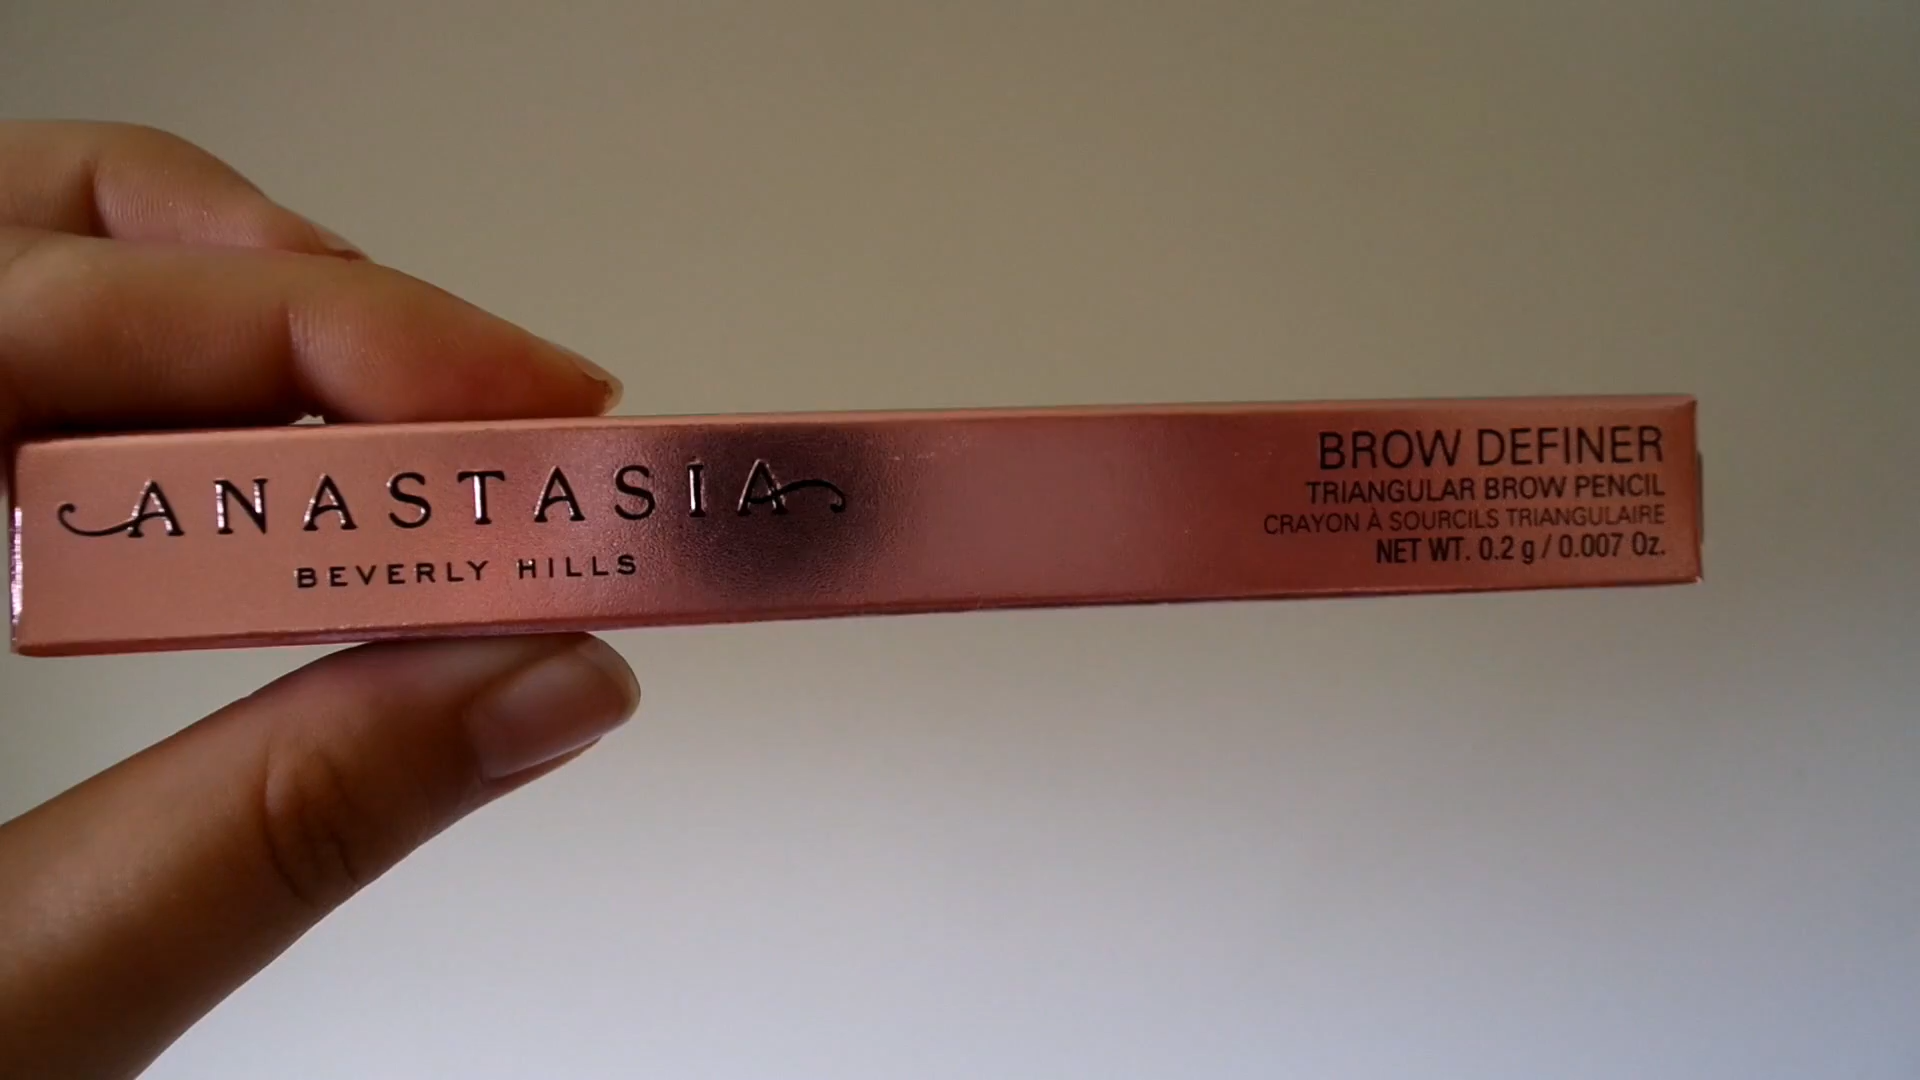 ANASTASIA
BEVERLY HILLS
BROW DEFINER
TRIANGULAR BROW PENCIL
CRAYON À SOURCILS TRIANGULAIRE
NET WT. 0.2 g / 0.007 Oz.